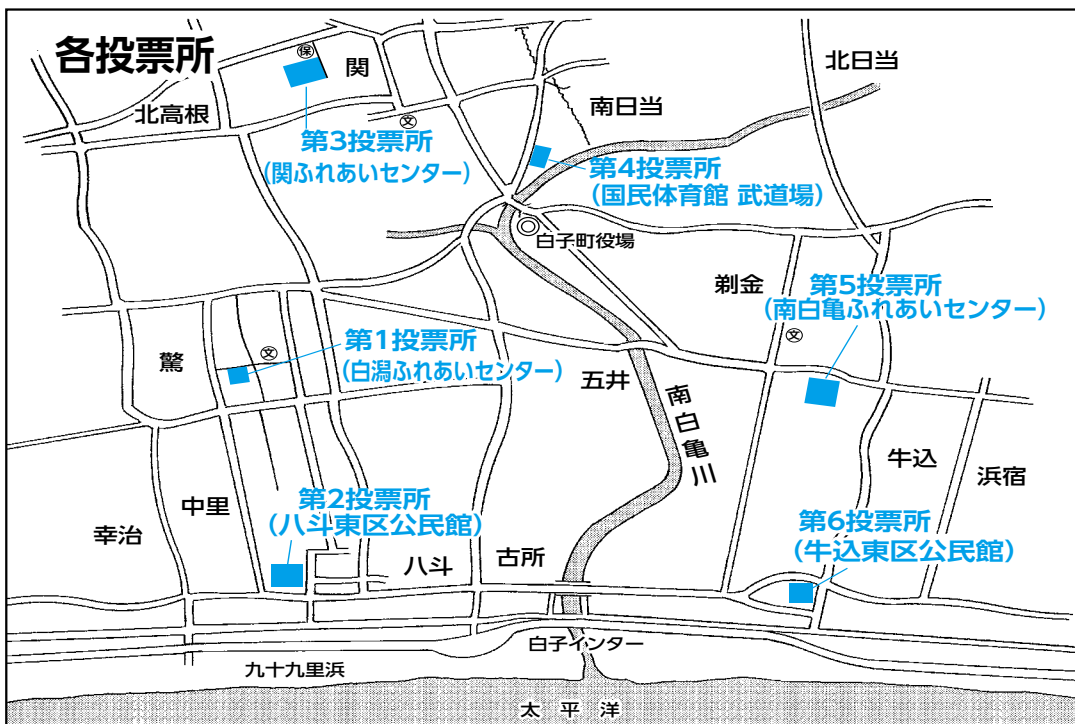 各投票所
保
関
北高根
文
第3投票所
(関ふれあいセンター)
北日当
南日当
第4投票所
(国民体育館 武道場)
白子町役場
剃金
第5投票所
(南白亀ふれあいセンター)
文
驚
文
第1投票所
(白潟ふれあいセンター)
五井
南白亀川
牛込
浜宿
中里
幸治
第2投票所
(八斗東区公民館)
八斗
古所
第6投票所
(牛込東区公民館)
白子インター
九十九里浜
太平洋